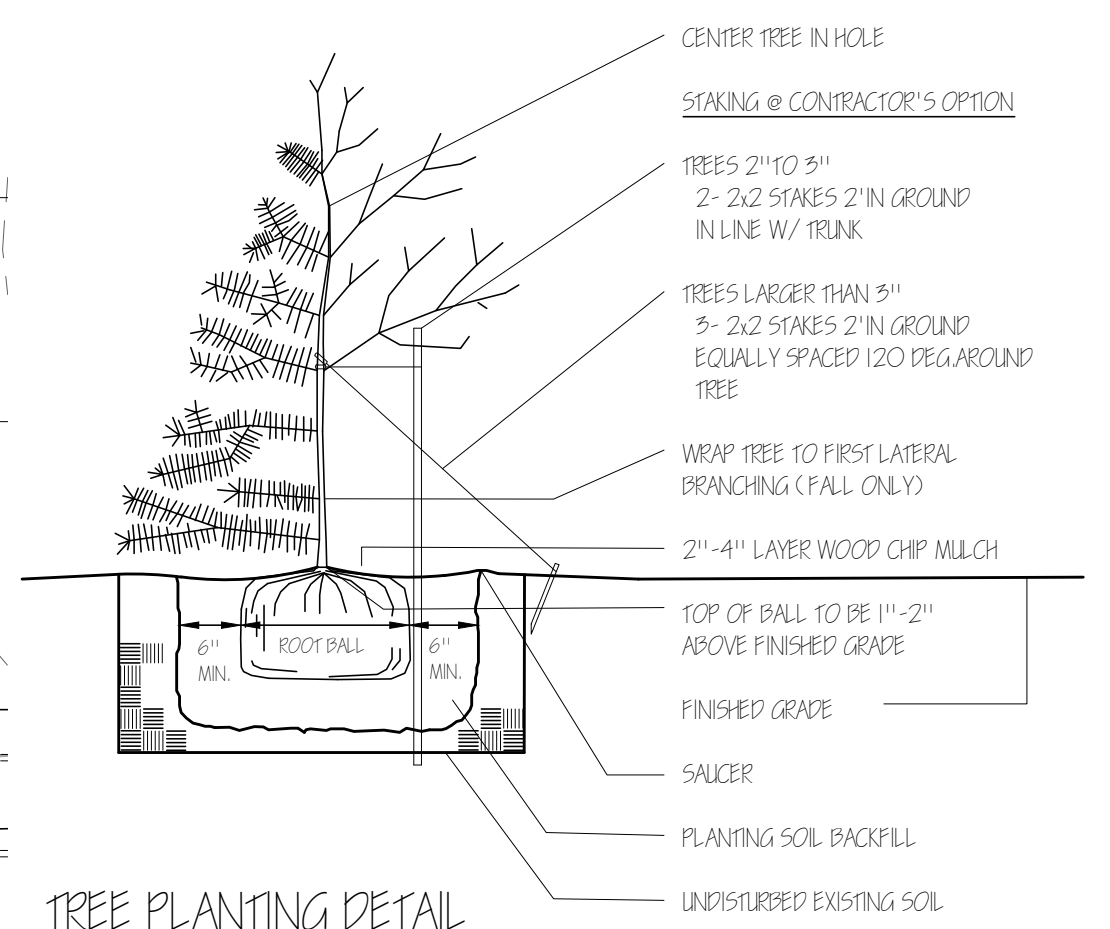 CENTER TREE IN HOLE
STAKING @ CONTRACTOR'S OPTION
TREES 2" TO 3"
2- 2x2 STAKES 2' IN GROUND
IN LINE W/ TRUNK
TREES LARGER THAN 3"
3- 2x2 STAKES 2' IN GROUND
EQUALLY SPACED 120 DEG.AROUND
TREE
WRAP TREE TO FIRST LATERAL
BRANCHING (FALL ONLY)
2"-4" LAYER WOOD CHIP MULCH
TOP OF BALL TO BE 1"-2"
ABOVE FINISHED GRADE
6"
MIN.
ROOT BALL
6"
MIN.
FINISHED GRADE
SAUCER
PLANTING SOIL BACKFILL
UNDISTURBED EXISTING SOIL
TREE PLANTING DETAIL